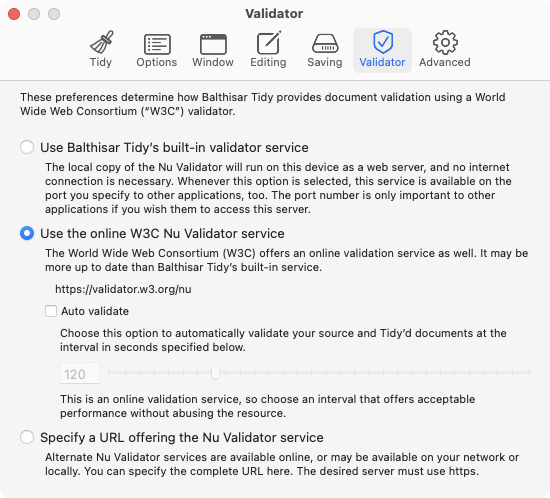 Validator
Tidy Options Window Editing Saving Validator Advanced
These preferences determine how Balthisar Tidy provides document validation using a World
Wide Web Consortium (“W3C”) validator.
Use Balthisar Tidy’s built-in validator service
The local copy of the Nu Validator will run on this device as a web server, and no internet
connection is necessary. Whenever this option is selected, this service is available on the
port you specify to other applications, too. The port number is only important to other
applications if you wish them to access this server.
Use the online W3C Nu Validator service
The World Wide Web Consortium (W3C) offers an online validation service as well. It may be
more up to date than Balthisar Tidy’s built-in service.
https://validator.w3.org/nu
Auto validate
Choose this option to automatically validate your source and Tidy’d documents at the
interval in seconds specified below.
120
This is an online validation service, so choose an interval that offers acceptable
performance without abusing the resource.
Specify a URL offering the Nu Validator service
Alternate Nu Validator services are available online, or may be available on your network or
locally. You can specify the complete URL here. The desired server must use https.